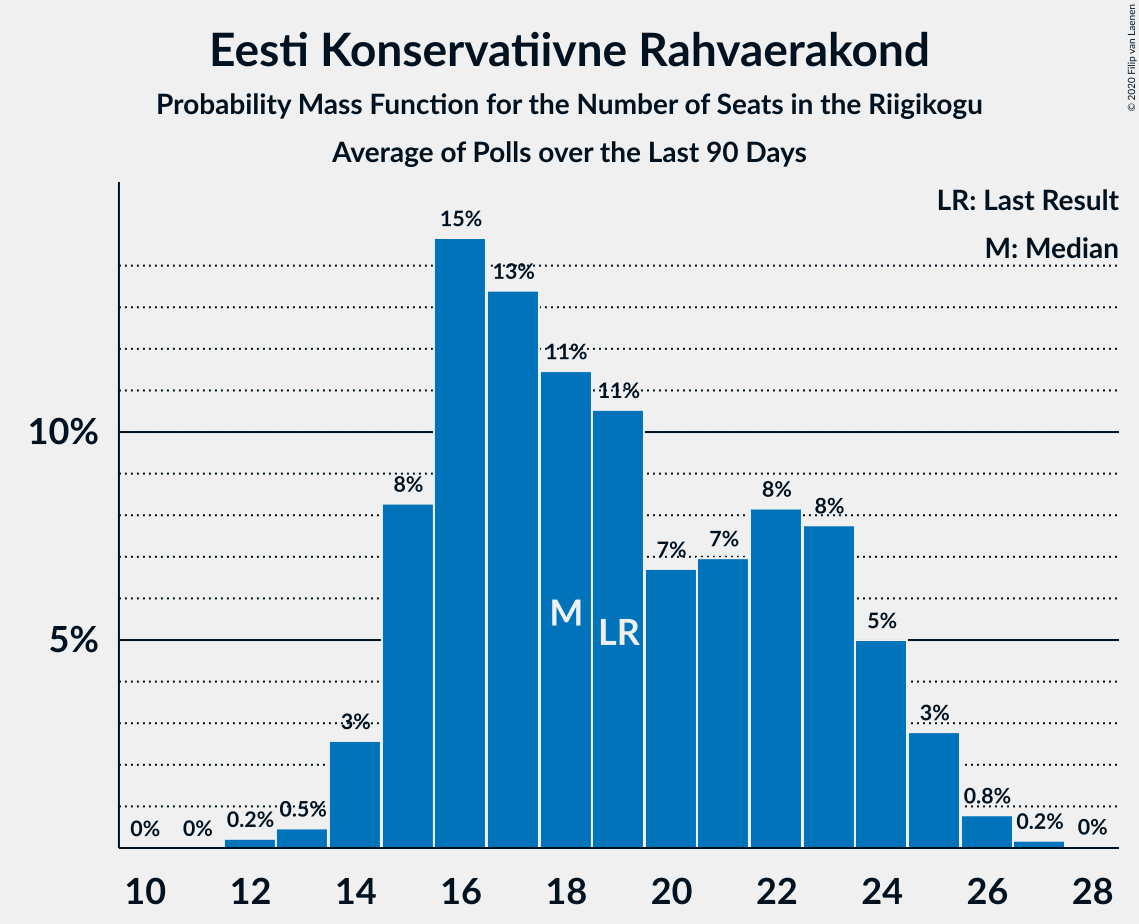 Eesti Konservatiivne Rahvaerakond
Probability Mass Function for the Number of Seats in the Riigikogu
Average of Polls over the Last 90 Days
© 2020 Filip van Laenen
LR: Last Result
M: Median
15%
13%
11%
11%
10%
8%
8%
8%
7%
7%
M
LR
5%
5%
3%
3%
0.8%
0.5%
0.2%
0.2%
0%
0%
0%
10 12 14 16 18 20 22 24 26 28